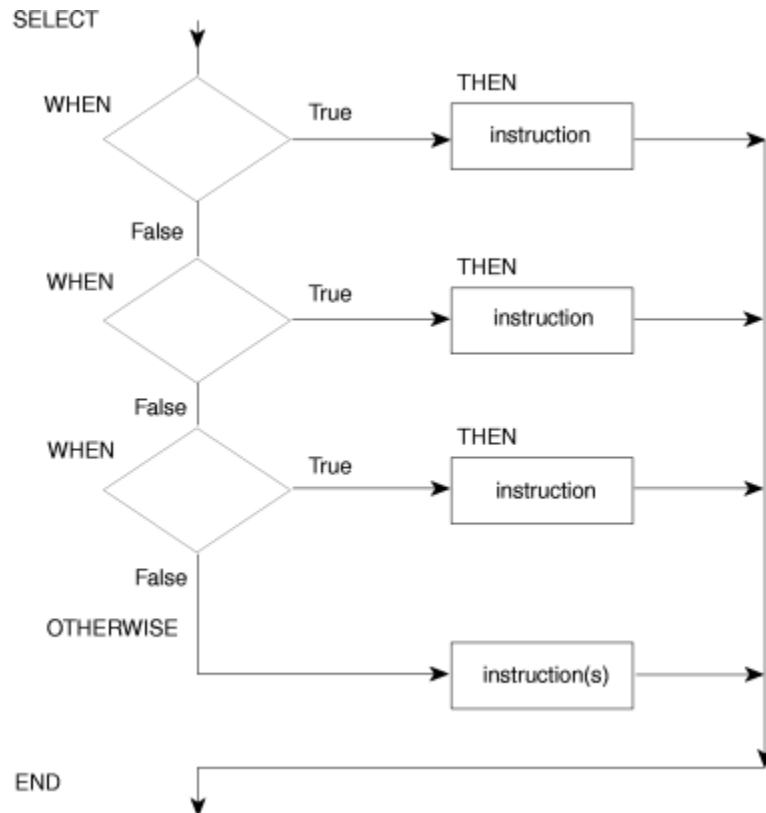 SELECT
WHEN
True
THEN
instruction
False
WHEN
True
THEN
instruction
False
WHEN
True
THEN
instruction
False
OTHERWISE
instruction(s)
END